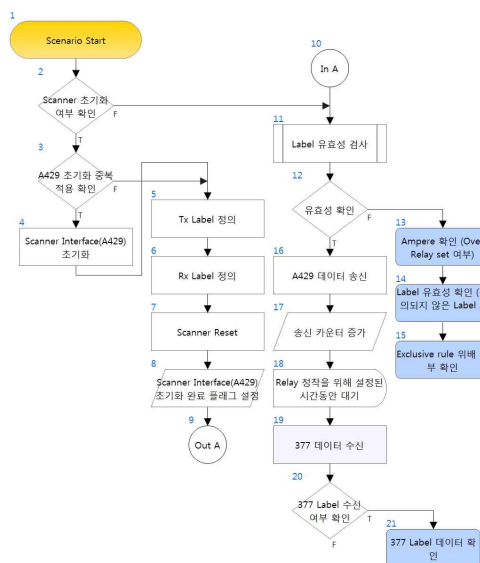 1
Scenario Start
2
Scanner 초기화
여부 확인
F
T
3
A429 초기화 중복
적용 확인
F
T
4
Scanner Interface(A429)
초기화
5
Tx Label 정의
6
Rx Label 정의
7
Scanner Reset
8
Scanner Interface(A429)
초기화 완료 플래그 설정
9
Out A
10
In A
11
Label 유효성 검사
12
유효성 확인
F
T
13
Ampere 확인 (Ove
Relay set 여부)
14
Label 유효성 확인 (
의되지 않은 Label
15
Exclusive rule 위배
부 확인
16
A429 데이터 송신
17
송신 카운터 증가
18
Relay 정착을 위해 설정된
시간동안 대기
19
377 데이터 수신
20
377 Label 수신
여부 확인
T
F
21
377 Label 데이터 확
인